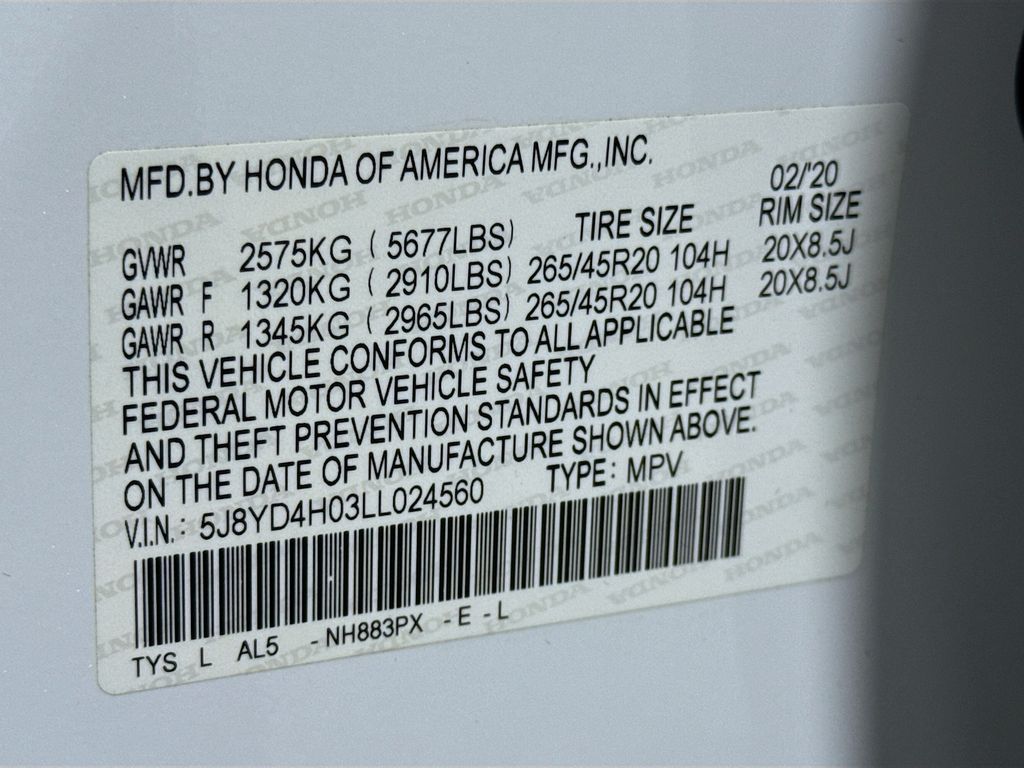 MFD.BY HONDA OF AMERICA MFG.,INC.
02/'20
TIRE SIZE RIM SIZE
GVWR 2575KG ( 5677LBS)
GAWR F 1320KG ( 2910LBS) 265/45R20 104H 20X8.5J
GAWR R 1345KG ( 2965LBS) 265/45R20 104H 20X8.5J
THIS VEHICLE CONFORMS TO ALL APPLICABLE
FEDERAL MOTOR VEHICLE SAFETY
AND THEFT PREVENTION STANDARDS IN EFFECT
ON THE DATE OF MANUFACTURE SHOWN ABOVE.
V.I.N.: 5J8YD4H03LL024560 TYPE: MPV
TYS L AL5 -NH883PX -E -L